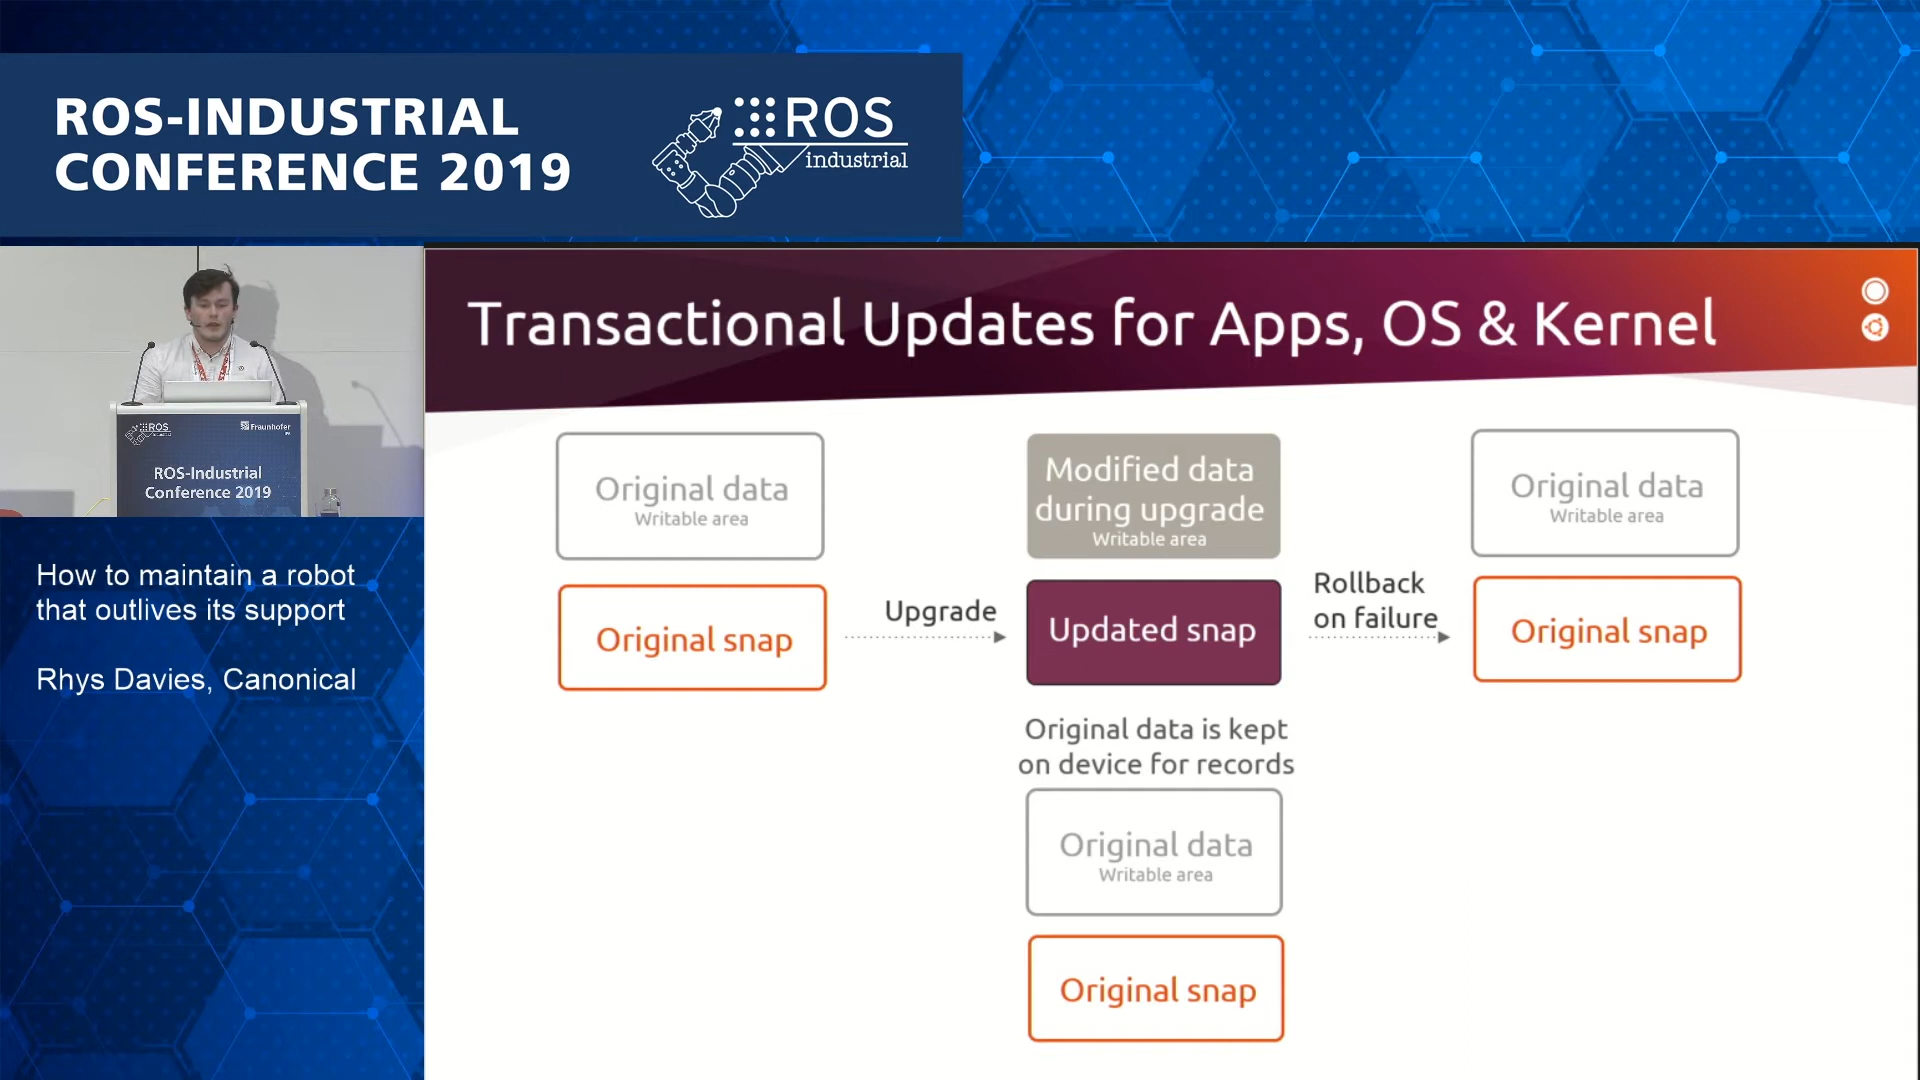 ROS-INDUSTRIAL
CONFERENCE 2019
ROS
industrial
ROS
Fraunhofer
ROS-Industrial
Conference 2019
How to maintain a robot
that outlives its support
Rhys Davies, Canonical
Transactional Updates for Apps, OS & Kernel
Original data
Writable area
Original snap
Upgrade
Modified data
during upgrade
Writable area
Updated snap
Rollback
on failure
Original data
Writable area
Original snap
Original data is kept
on device for records
Original data
Writable area
Original snap